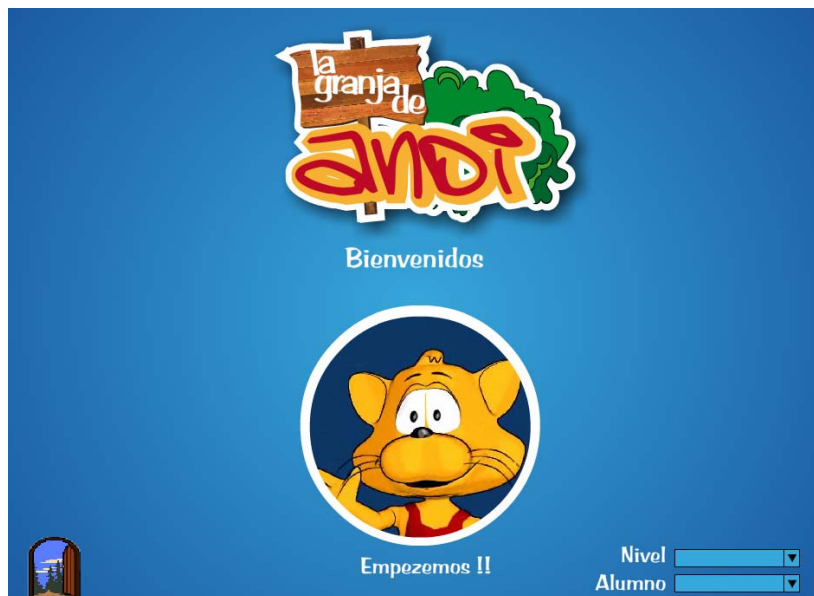 la
granja de
andi
Bienvenidos
Empezemos !!
Nivel
Alumno